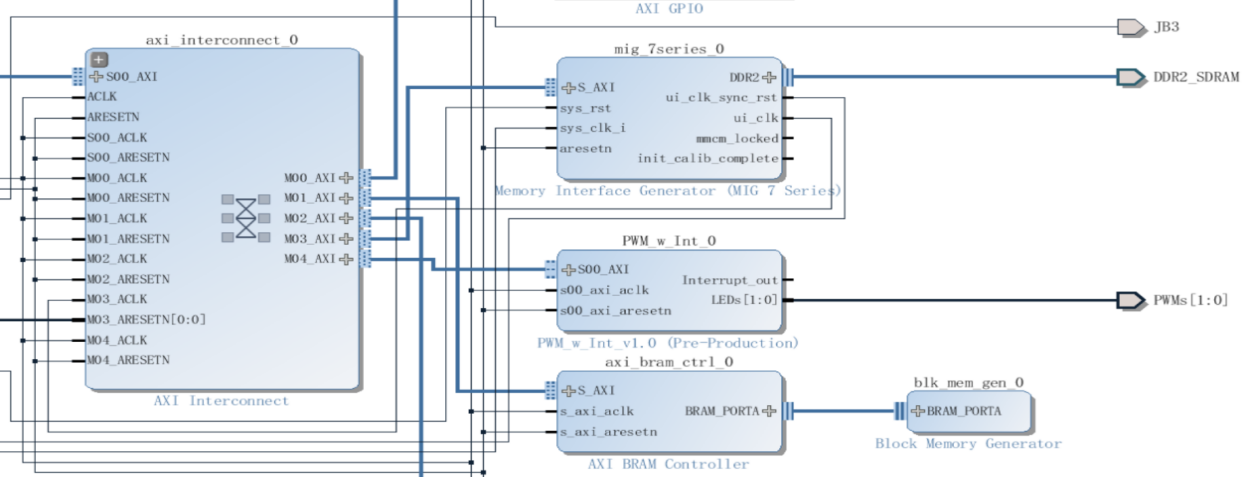 AXI GPIO
JB3
axi_interconnect_0
S00_AXI
ACLK
ARESETN
S00_ACLK
S00_ARESETN
M00_ACLK
M00_ARESETN
M01_ACLK
M01_ARESETN
M02_ACLK
M02_ARESETN
M03_ACLK
M03_ARESETN[0:0]
M04_ACLK
M04_ARESETN
M00_AXI
M01_AXI
M02_AXI
M03_AXI
M04_AXI
AXI Interconnect
mig_7series_0
S_AXI
sys_rst
sys_clk_i
aresetn
DDR2
ui_clk_sync_rst
ui_clk
mmcm_locked
init_calib_complete
Memory Interface Generator (MIG 7 Series)
DDR2_SDRAM
PWM_w_Int_0
S00_AXI
s00_axi_aclk
s00_axi_aresetn
Interrupt_out
LEDs[1:0]
PWM_w_Int_v1.0 (Pre-Production)
PWMs[1:0]
axi_bram_ctrl_0
S_AXI
s_axi_aclk
s_axi_aresetn
BRAM_PORTA
AXI BRAM Controller
blk_mem_gen_0
BRAM_PORTA
Block Memory Generator